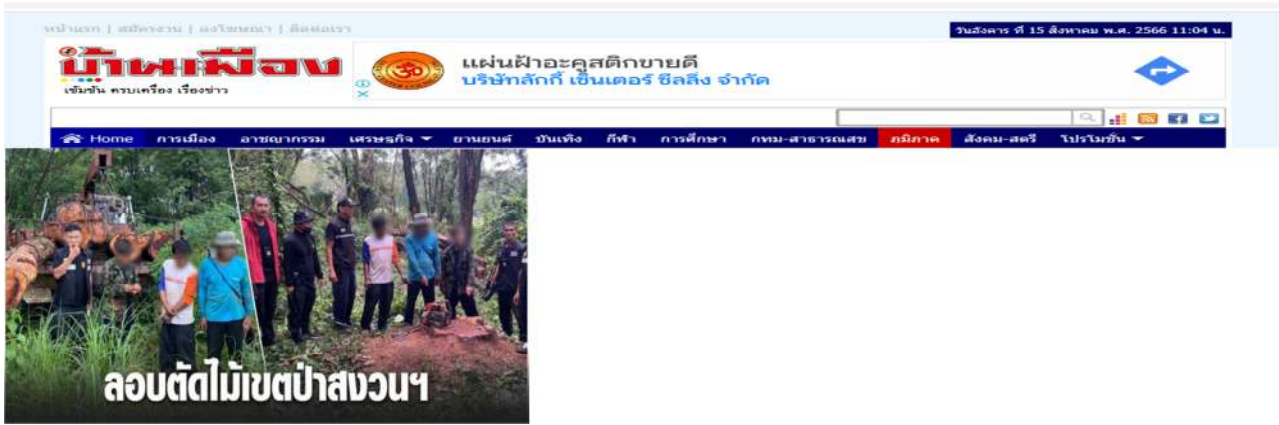 หน้าแรก | สมัครงาน | ลงโฆษณา | ติดต่อเรา
วันอังคาร ที่ 15 สิงหาคม พ.ศ. 2566 11:04 น.
บ้านเมือง
เข้มข้น ครบเครื่อง เรื่องข่าว
แผ่นฝ้าอะคูสติกขายดี
บริษัทลักกี้ เซ็นเตอร์ ซีลลิ่ง จำกัด
Home การเมือง อาชญากรรม เศรษฐกิจ ยานยนต์ บันเทิง กีฬา การศึกษา กทม-สาธารณสุข ภูมิภาค สังคม-สตรี โปรโมชั่น
ลอบตัดไม้เขตป่าสงวนฯ